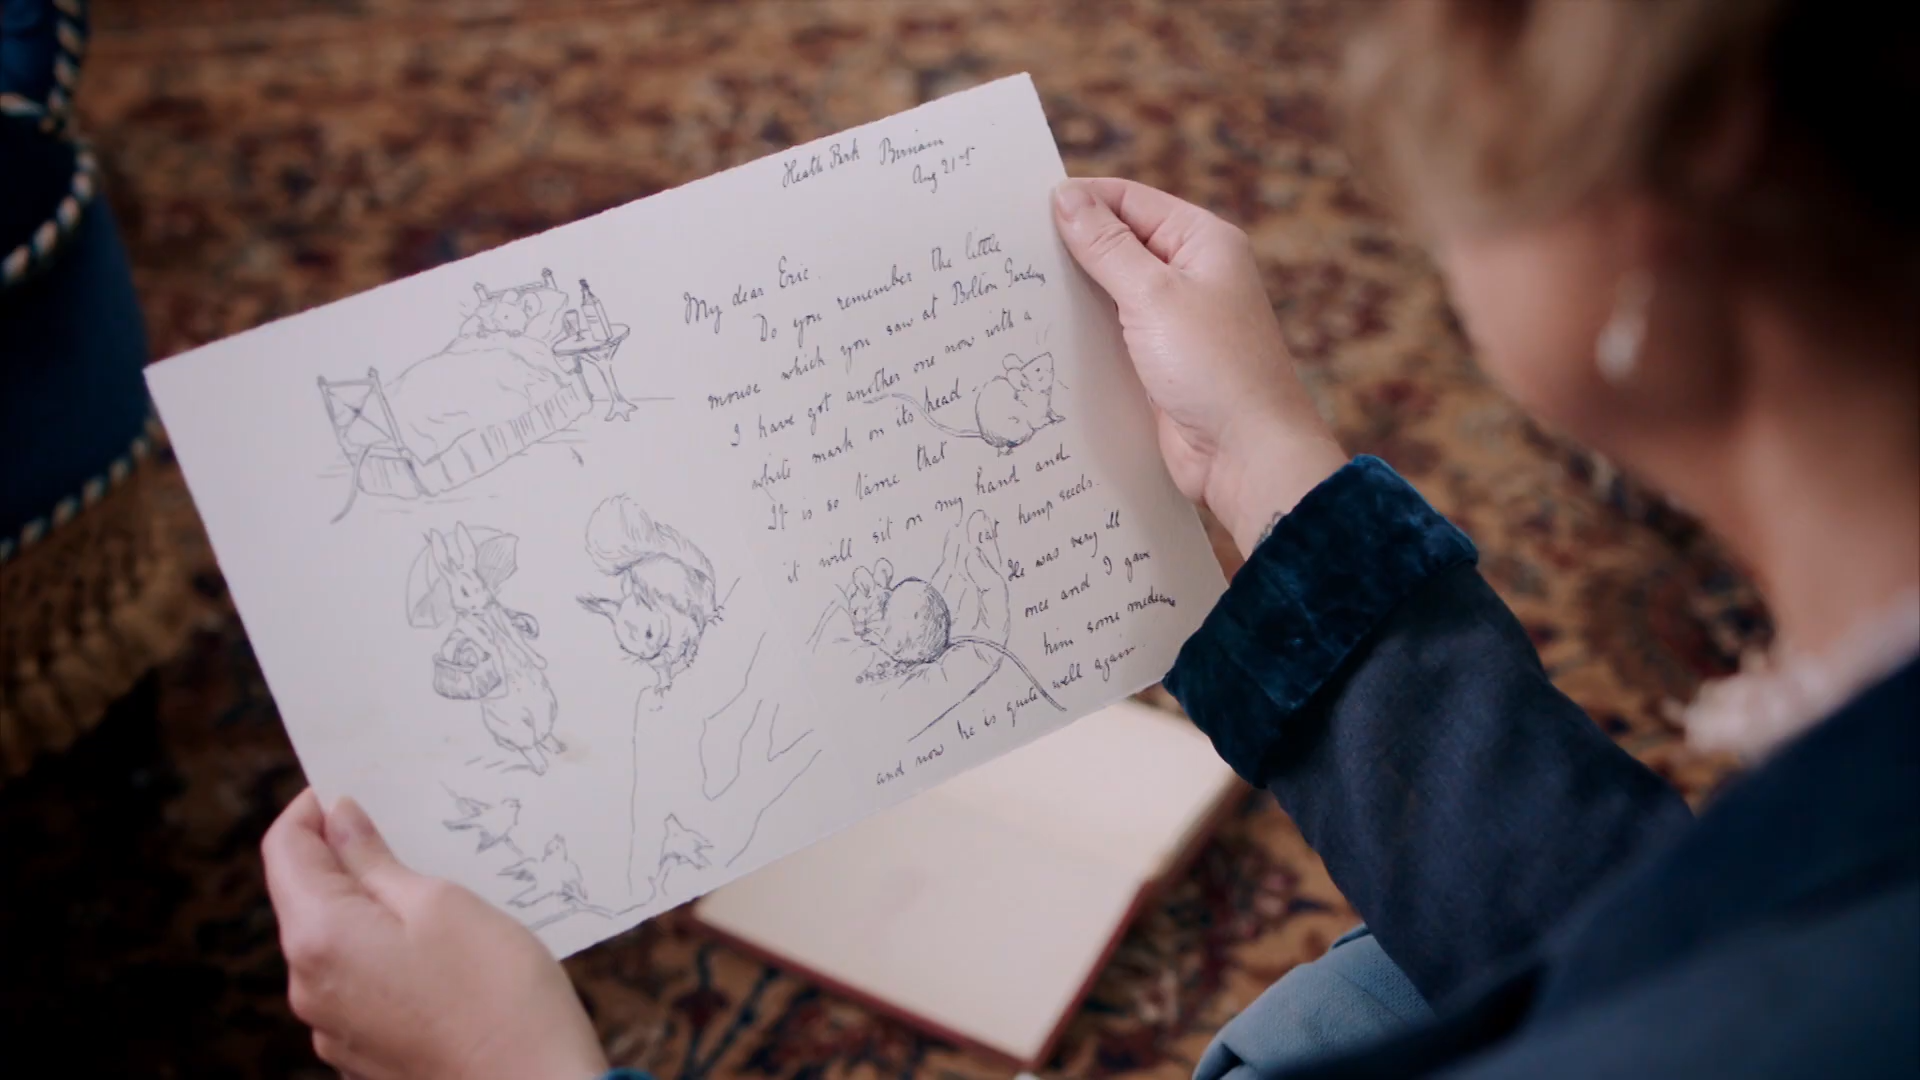 Heath Park Birnam
Aug 21st
My dear Eric.
Do you remember the little
mouse which you saw at Bolton Gardens
I have got another one now with a
white mark on its head.
It is so tame that
it will sit on my hand and
eat hemp seeds.
He was very ill
once and I gave
him some medicine
and now he is quite well again.